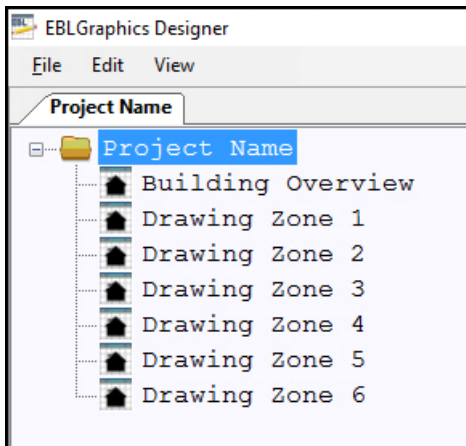 EBLGraphics Designer
File Edit View
Project Name
Project Name
Building Overview
Drawing Zone 1
Drawing Zone 2
Drawing Zone 3
Drawing Zone 4
Drawing Zone 5
Drawing Zone 6